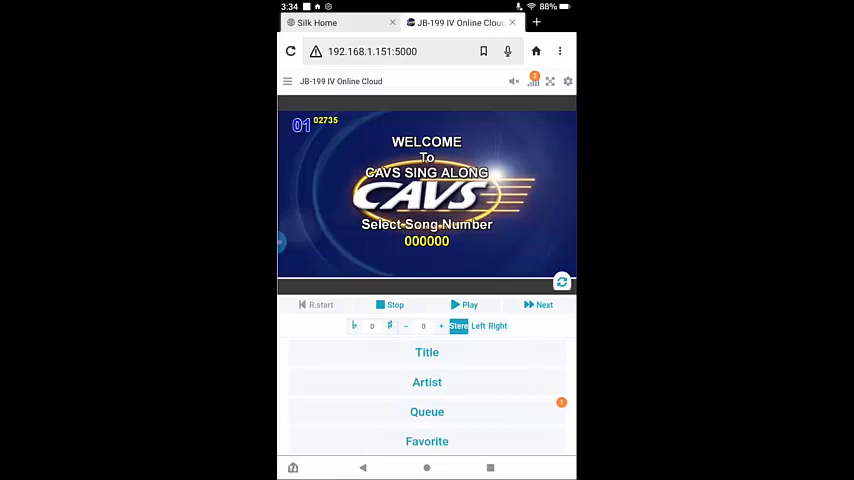 3:34 88%
Silk Home JB-199 IV Online Clou
192.168.1.151:5000
JB-199 IV Online Cloud 2
01 02735
WELCOME
To
CAVS SING ALONG
CAVS
Select Song Number
000000
R.start Stop Play Next
♭ 0 ♯ - 0 + Stere Left Right
Title
Artist
Queue 1
Favorite